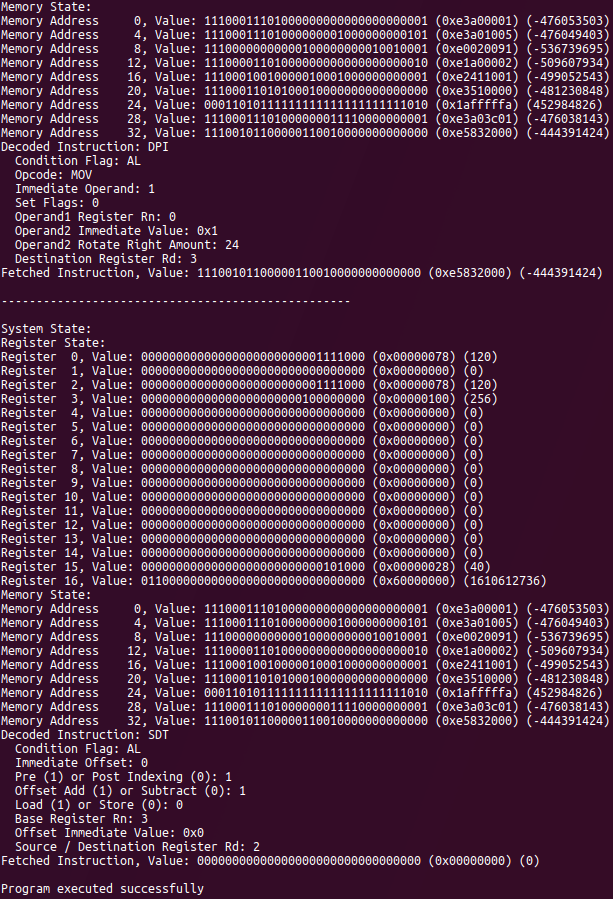 Memory State:
Memory Address     0, Value: 11100011101000000000000000000001 (0xe3a00001) (-476053503)
Memory Address     4, Value: 11100011101000000001000000000101 (0xe3a01005) (-476049403)
Memory Address     8, Value: 11100000000000100000000010010001 (0xe0020091) (-536739695)
Memory Address    12, Value: 11100001101000000000000000000010 (0xe1a00002) (-509607934)
Memory Address    16, Value: 11100010010000010001000000000001 (0xe2411001) (-499052543)
Memory Address    20, Value: 11100011010100010000000000000000 (0xe3510000) (-481230848)
Memory Address    24, Value: 00011010111111111111111111111010 (0x1afffffa) (452984826)
Memory Address    28, Value: 11100011101000000011110000000001 (0xe3a03c01) (-476038143)
Memory Address    32, Value: 11100101100000110010000000000000 (0xe5832000) (-444391424)
Decoded Instruction: DPI
  Condition Flag: AL
  Opcode: MOV
  Immediate Operand: 1
  Set Flags: 0
  Operand1 Register Rn: 0
  Operand2 Immediate Value: 0x1
  Operand2 Rotate Right Amount: 24
  Destination Register Rd: 3
Fetched Instruction, Value: 11100101100000110010000000000000 (0xe5832000) (-444391424)
--------------------------------------------------
System State:
Register State:
Register  0, Value: 00000000000000000000000001111000 (0x00000078) (120)
Register  1, Value: 00000000000000000000000000000000 (0x00000000) (0)
Register  2, Value: 00000000000000000000000001111000 (0x00000078) (120)
Register  3, Value: 00000000000000000000000100000000 (0x00000100) (256)
Register  4, Value: 00000000000000000000000000000000 (0x00000000) (0)
Register  5, Value: 00000000000000000000000000000000 (0x00000000) (0)
Register  6, Value: 00000000000000000000000000000000 (0x00000000) (0)
Register  7, Value: 00000000000000000000000000000000 (0x00000000) (0)
Register  8, Value: 00000000000000000000000000000000 (0x00000000) (0)
Register  9, Value: 00000000000000000000000000000000 (0x00000000) (0)
Register 10, Value: 00000000000000000000000000000000 (0x00000000) (0)
Register 11, Value: 00000000000000000000000000000000 (0x00000000) (0)
Register 12, Value: 00000000000000000000000000000000 (0x00000000) (0)
Register 13, Value: 00000000000000000000000000000000 (0x00000000) (0)
Register 14, Value: 00000000000000000000000000000000 (0x00000000) (0)
Register 15, Value: 00000000000000000000000000101000 (0x00000028) (40)
Register 16, Value: 01100000000000000000000000000000 (0x60000000) (1610612736)
Memory State:
Memory Address     0, Value: 11100011101000000000000000000001 (0xe3a00001) (-476053503)
Memory Address     4, Value: 11100011101000000001000000000101 (0xe3a01005) (-476049403)
Memory Address     8, Value: 11100000000000100000000010010001 (0xe0020091) (-536739695)
Memory Address    12, Value: 11100001101000000000000000000010 (0xe1a00002) (-509607934)
Memory Address    16, Value: 11100010010000010001000000000001 (0xe2411001) (-499052543)
Memory Address    20, Value: 11100011010100010000000000000000 (0xe3510000) (-481230848)
Memory Address    24, Value: 00011010111111111111111111111010 (0x1afffffa) (452984826)
Memory Address    28, Value: 11100011101000000011110000000001 (0xe3a03c01) (-476038143)
Memory Address    32, Value: 11100101100000110010000000000000 (0xe5832000) (-444391424)
Decoded Instruction: SDT
  Condition Flag: AL
  Immediate Offset: 0
  Pre (1) or Post Indexing (0): 1
  Offset Add (1) or Subtract (0): 1
  Load (1) or Store (0): 0
  Base Register Rn: 3
  Offset Immediate Value: 0x0
  Source / Destination Register Rd: 2
Fetched Instruction, Value: 00000000000000000000000000000000 (0x00000000) (0)
Program executed successfully